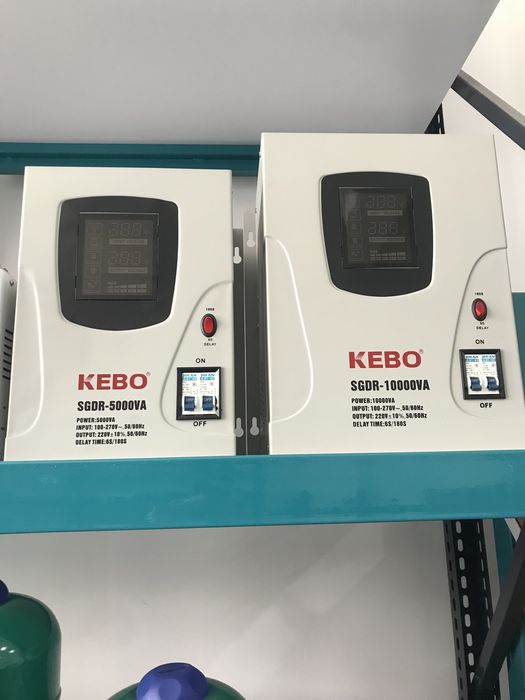 180S
6S
DELAY
ON
KEBO®
SGDR-5000VA
POWER:5000VA
INPUT: 100-270V~,50/60Hz
OUTPUT: 220V±10%,50/60Hz
DELAY TIME:6S/180S
OFF
180S
6S
DELAY
ON
KEBO®
SGDR-10000VA
POWER:10000VA
INPUT: 100-270V~,50/60Hz
OUTPUT: 220V±10%,50/60Hz
DELAY TIME:6S/180S
OFF